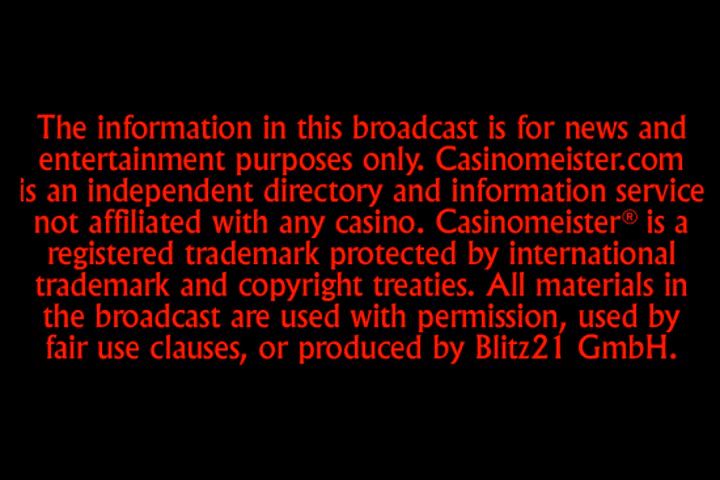 The information in this broadcast is for news and
entertainment purposes only. Casinomeister.com
is an independent directory and information service
not affiliated with any casino. Casinomeister® is a
registered trademark protected by international
trademark and copyright treaties. All materials in
the broadcast are used with permission, used by
fair use clauses, or produced by Blitz21 GmbH.